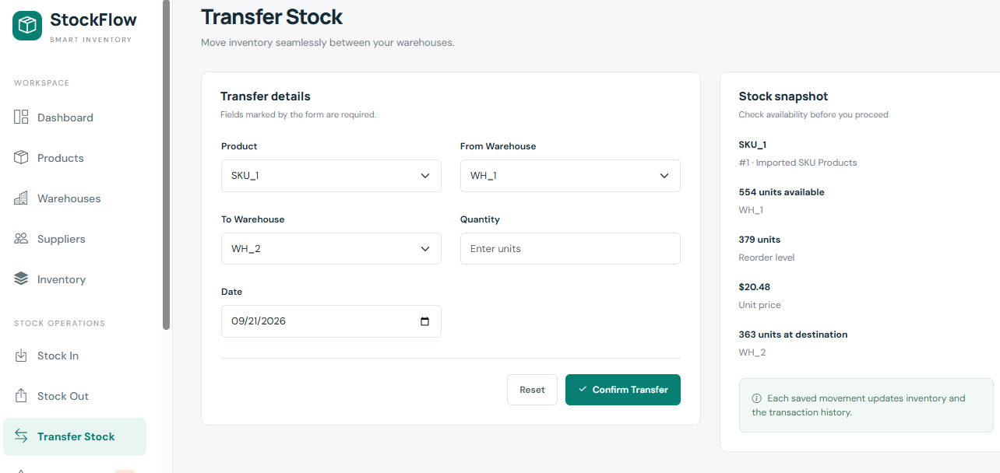 StockFlow
SMART INVENTORY
WORKSPACE
Dashboard
Products
Warehouses
Suppliers
Inventory
STOCK OPERATIONS
Stock In
Stock Out
Transfer Stock
Transfer Stock
Move inventory seamlessly between your warehouses.
Transfer details
Fields marked by the form are required.
Product
From Warehouse
SKU_1
WH_1
To Warehouse
Quantity
WH_2
Enter units
Date
09/21/2026
Reset
Confirm Transfer
Stock snapshot
Check availability before you proceed
SKU_1
#1 · Imported SKU Products
554 units available
WH_1
379 units
Reorder level
$20.48
Unit price
363 units at destination
WH_2
Each saved movement updates inventory and
the transaction history.